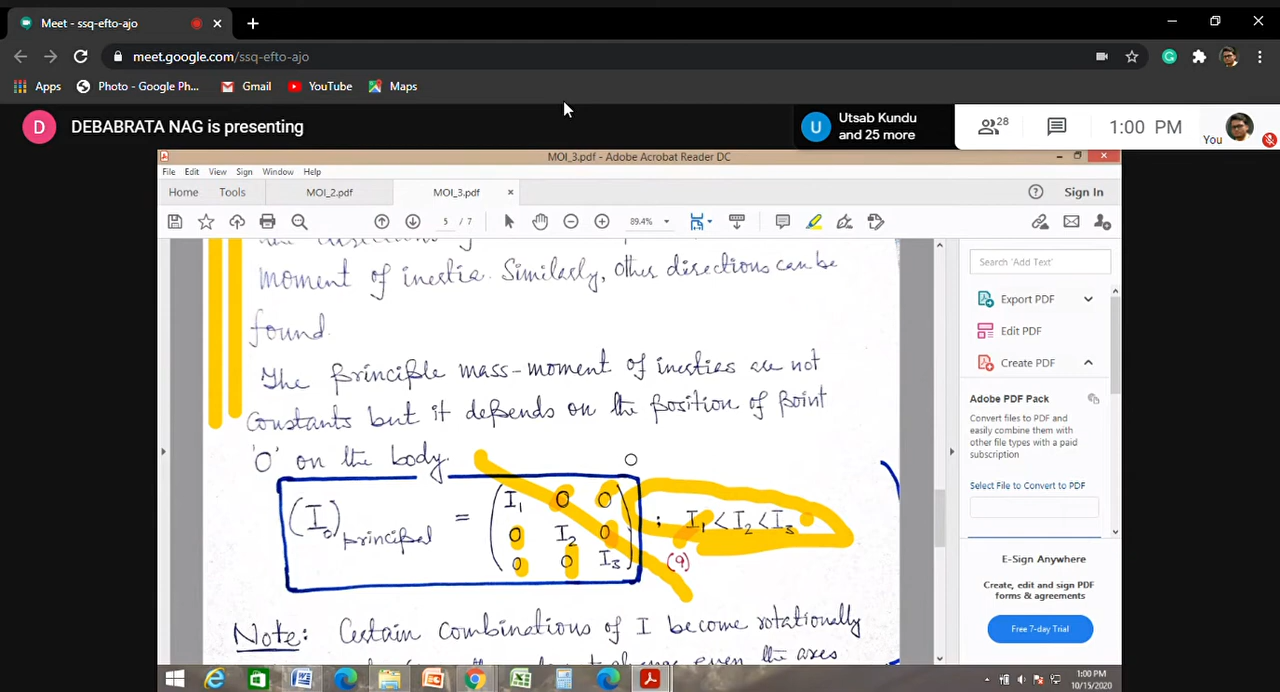 Meet - ssq-efto-ajo
meet.google.com/ssq-efto-ajo
Apps Photo - Google Ph... Gmail YouTube Maps
D DEBABRATA NAG is presenting
U Utsab Kundu
and 25 more
28
1:00 PM
You
MOI_3.pdf - Adobe Acrobat Reader DC
File Edit View Sign Window Help
Home Tools MOI_2.pdf MOI_3.pdf Sign In
5 / 7 89.4%
moment of inertia. Similarly, other directions can be
found.
The principle mass-moment of inertias are not
constants but it depends on the position of point
'O' on the body.
(I₀)principal = (I₁ 0 0
0 I₂ 0
0 0 I₃) ; I₁ < I₂ < I₃
(9)
Note: Certain combinations of I become rotationally
Search 'Add Text'
Export PDF
Edit PDF
Create PDF
Adobe PDF Pack
Convert files to PDF and
easily combine them with
other file types with a paid
subscription
Select File to Convert to PDF
E-Sign Anywhere
Create, edit and sign PDF
forms & agreements
Free 7-day Trial
1:00 PM
10/15/2020